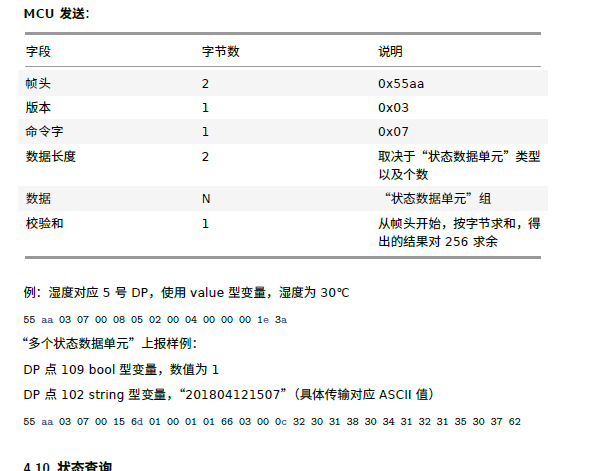 MCU 发送：
字段 字节数 说明
帧头 2 0x55aa
版本 1 0x03
命令字 1 0x07
数据长度 2 取决于“状态数据单元”类型
以及个数
数据 N “状态数据单元”组
校验和 1 从帧头开始，按字节求和，得
出的结果对 256 求余
例：湿度对应 5 号 DP，使用 value 型变量，湿度为 30℃
55 aa 03 07 00 08 05 02 00 04 00 00 00 1e 3a
“多个状态数据单元”上报样例：
DP 点 109 bool 型变量，数值为 1
DP 点 102 string 型变量，“201804121507”（具体传输对应 ASCII 值）
55 aa 03 07 00 15 6d 01 00 01 01 66 03 00 0c 32 30 31 38 30 34 31 32 31 35 30 37 62
4.10 状态查询